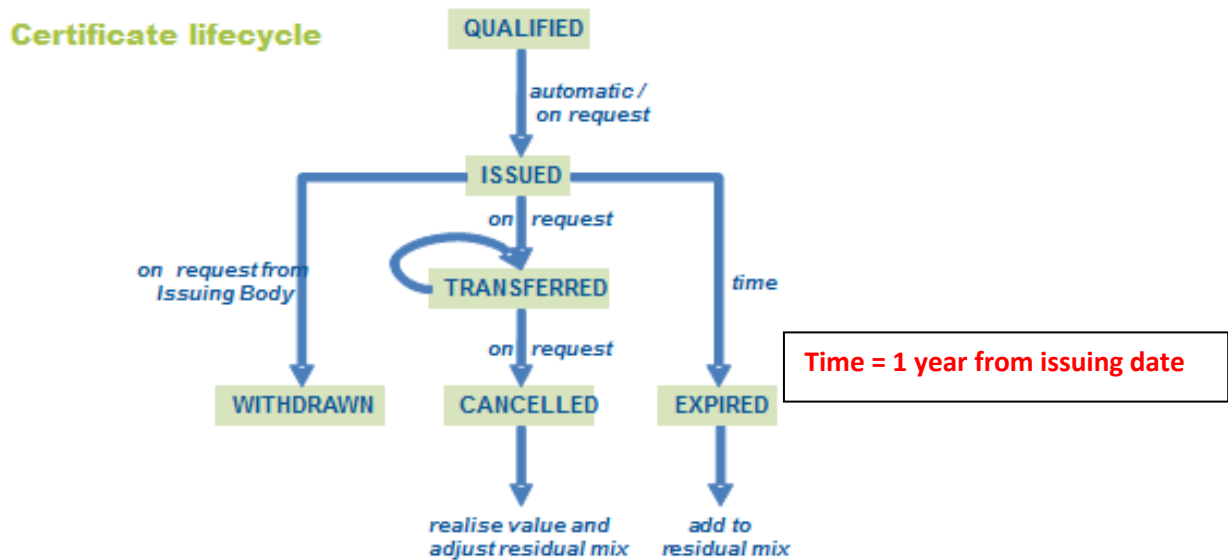 Certificate lifecycle
QUALIFIED
automatic /
on request
ISSUED
on request
on request from
Issuing Body
TRANSFERRED
time
on request
Time = 1 year from issuing date
WITHDRAWN
CANCELLED
EXPIRED
realise value and
adjust residual mix
add to
residual mix